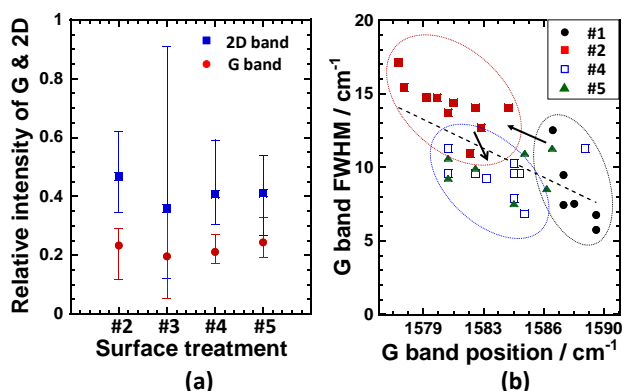 Relative intensity of G & 2D
1
0.8
0.6
0.4
0.2
0
2D band
G band
#2 #3 #4 #5
Surface treatment
(a)
G band FWHM / cm⁻¹
20
15
10
5
0
#1
#2
#4
#5
1579 1583 1586 1590
G band position / cm⁻¹
(b)